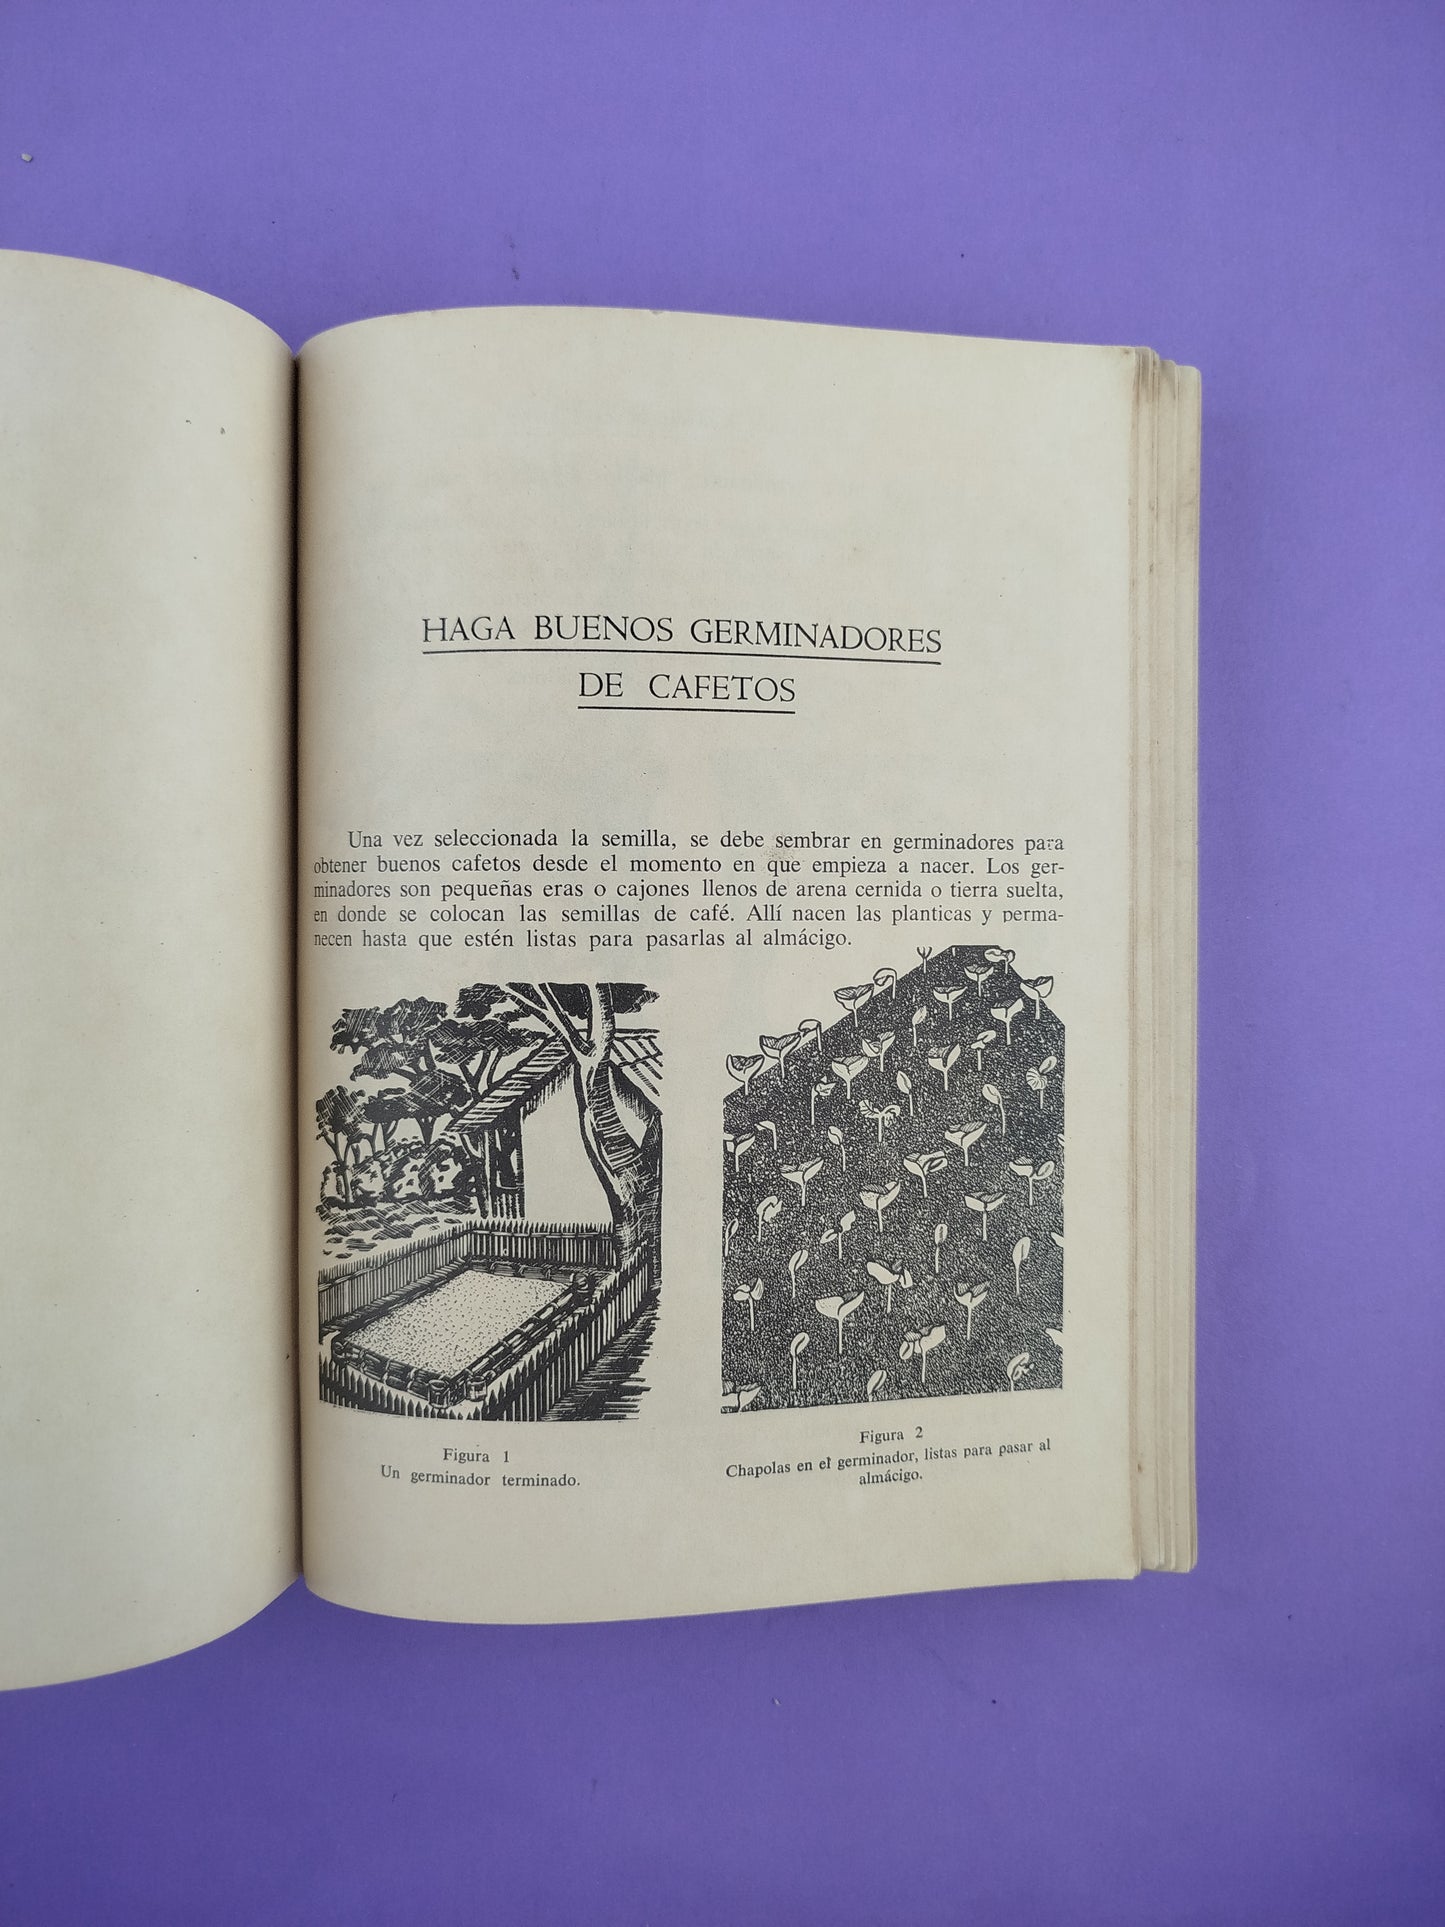 HAGA BUENOS GERMINADORES
DE CAFETOS
Una vez seleccionada la semilla, se debe sembrar en germinadores para
obtener buenos cafetos desde el momento en que empieza a nacer. Los ger-
minadores son pequeñas eras o cajones llenos de arena cernida o tierra suelta,
en donde se colocan las semillas de café. Allí nacen las planticas y perma-
necen hasta que estén listas para pasarlas al almácigo.
Figura 1
Un germinador terminado.
Figura 2
Chapolas en el germinador, listas para pasar al
almácigo.